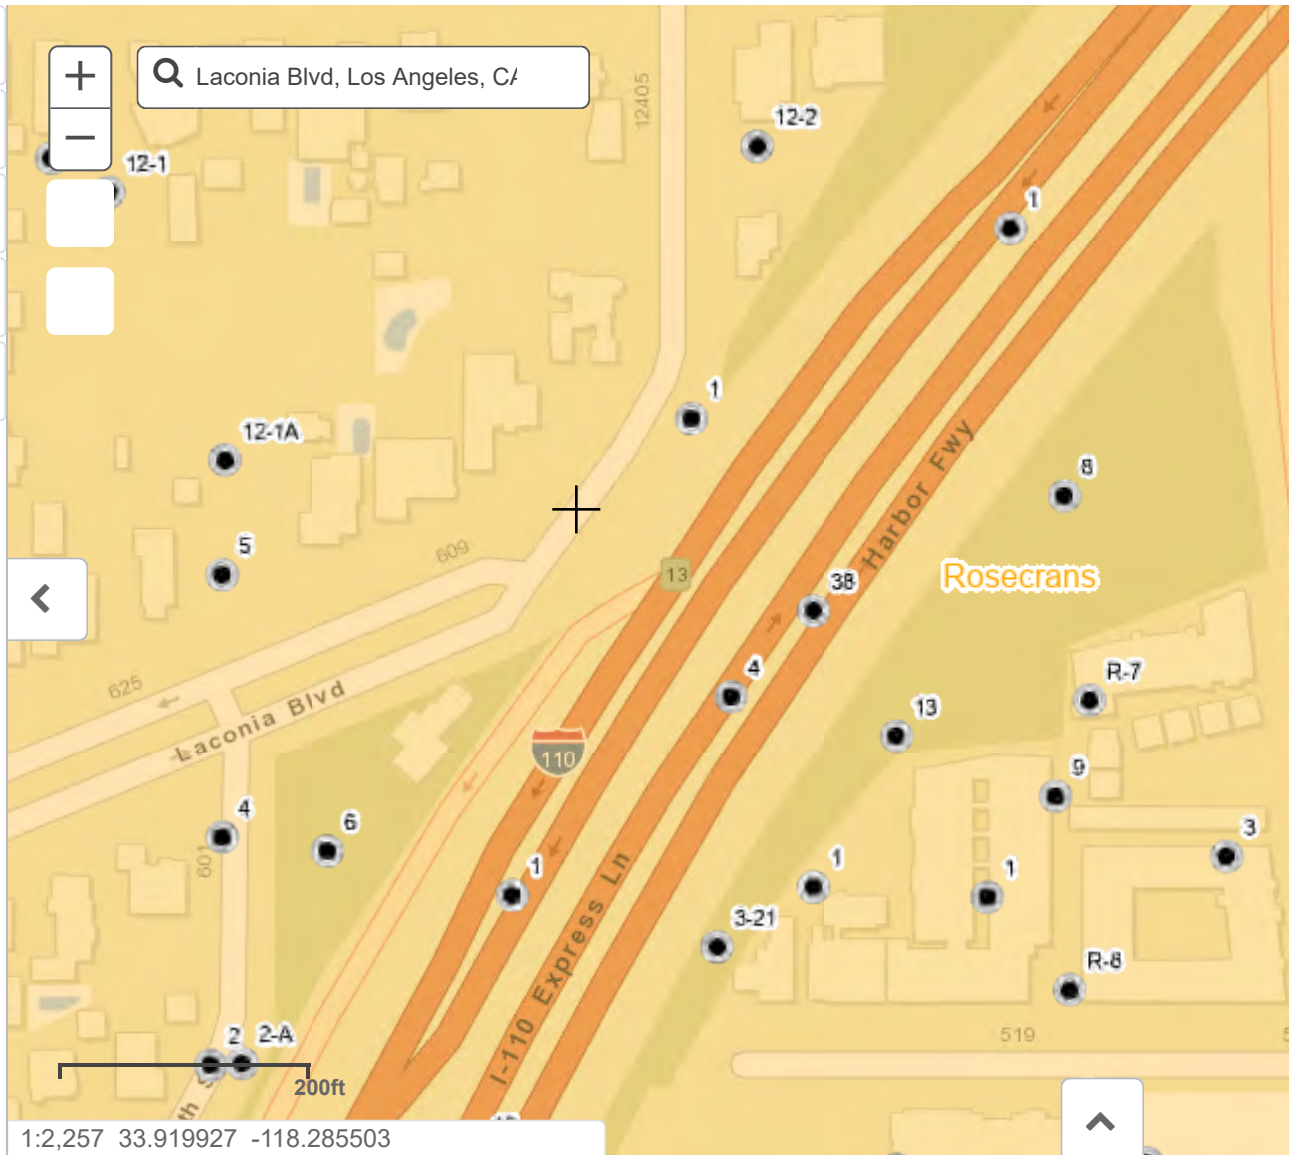 +
Laconia Blvd, Los Angeles, CA
−
12405
12-2
12-1
1
1
12-1A
8
5
609
Harbor Fwy
13
Rosecrans
38
4
R-7
625
Laconia Blvd
13
110
9
4
6
3
601
1
1
1
I-110 Express Ln
3-21
R-8
2
2-A
519
200ft
th S
1:2,257 33.919927 -118.285503